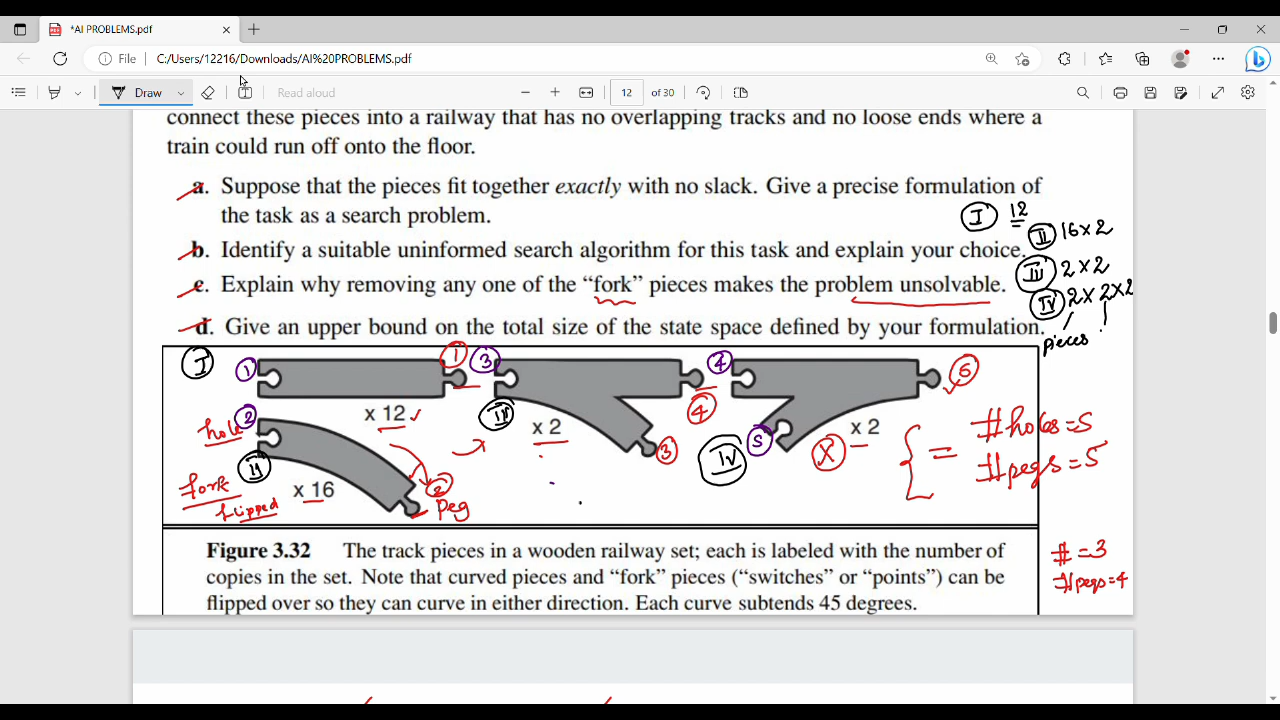 *AI PROBLEMS.pdf
File C:/Users/12216/Downloads/AI%20PROBLEMS.pdf
Draw Read aloud 12 of 30
connect these pieces into a railway that has no overlapping tracks and no loose ends where a
train could run off onto the floor.
a. Suppose that the pieces fit together exactly with no slack. Give a precise formulation of
the task as a search problem.
I 12
b. Identify a suitable uninformed search algorithm for this task and explain your choice.
II 16x2
c. Explain why removing any one of the “fork” pieces makes the problem unsolvable.
III 2x2
IV 2x2x2
d. Give an upper bound on the total size of the state space defined by your formulation.
pieces
I 1 1 3 4 6
x 12
x 2
x 2
hole 2
III
4
3
IV
5
X
#holes=5
= #pegs=5
II
x 16
2
Peg
fork
flipped
Figure 3.32 The track pieces in a wooden railway set; each is labeled with the number of
copies in the set. Note that curved pieces and “fork” pieces (“switches” or “points”) can be
flipped over so they can curve in either direction. Each curve subtends 45 degrees.
# =3
#pegs=4